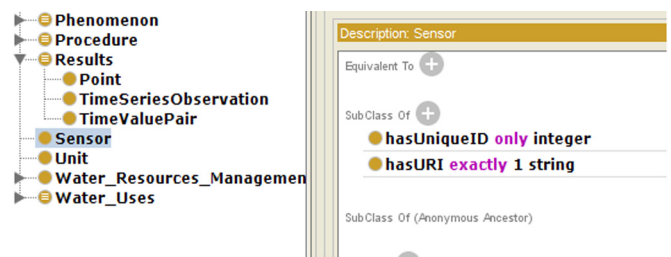 Phenomenon
Procedure
Results
Point
TimeSeriesObservation
TimeValuePair
Sensor
Unit
Water_Resources_Managemen
Water_Uses
Description: Sensor
Equivalent To
SubClass Of
hasUniqueID only integer
hasURI exactly 1 string
SubClass Of (Anonymous Ancestor)